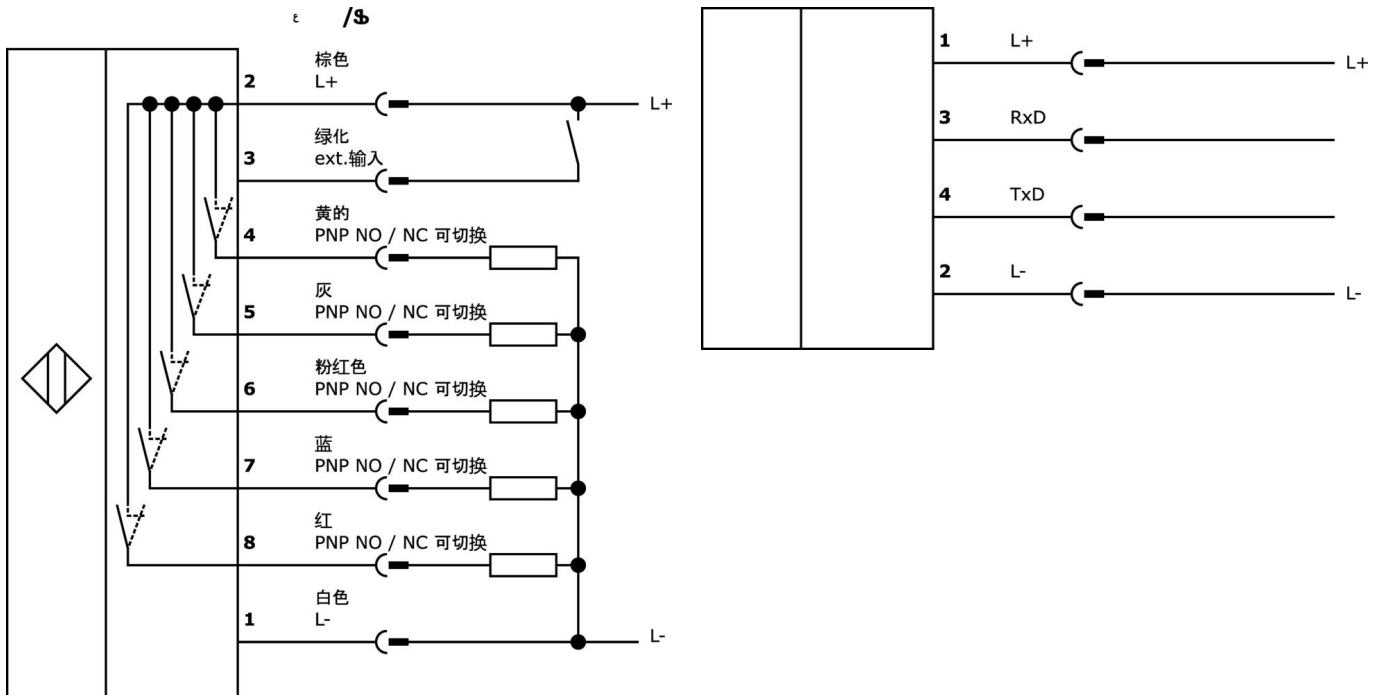 棕色
2 L+
L+
绿化
3 ext.输入
黄的
4 PNP NO / NC 可切换
灰
5 PNP NO / NC 可切换
粉红色
6 PNP NO / NC 可切换
蓝
7 PNP NO / NC 可切换
红
8 PNP NO / NC 可切换
白色
1 L-
L-
1 L+
L+
3 RxD
4 TxD
2 L-
L-